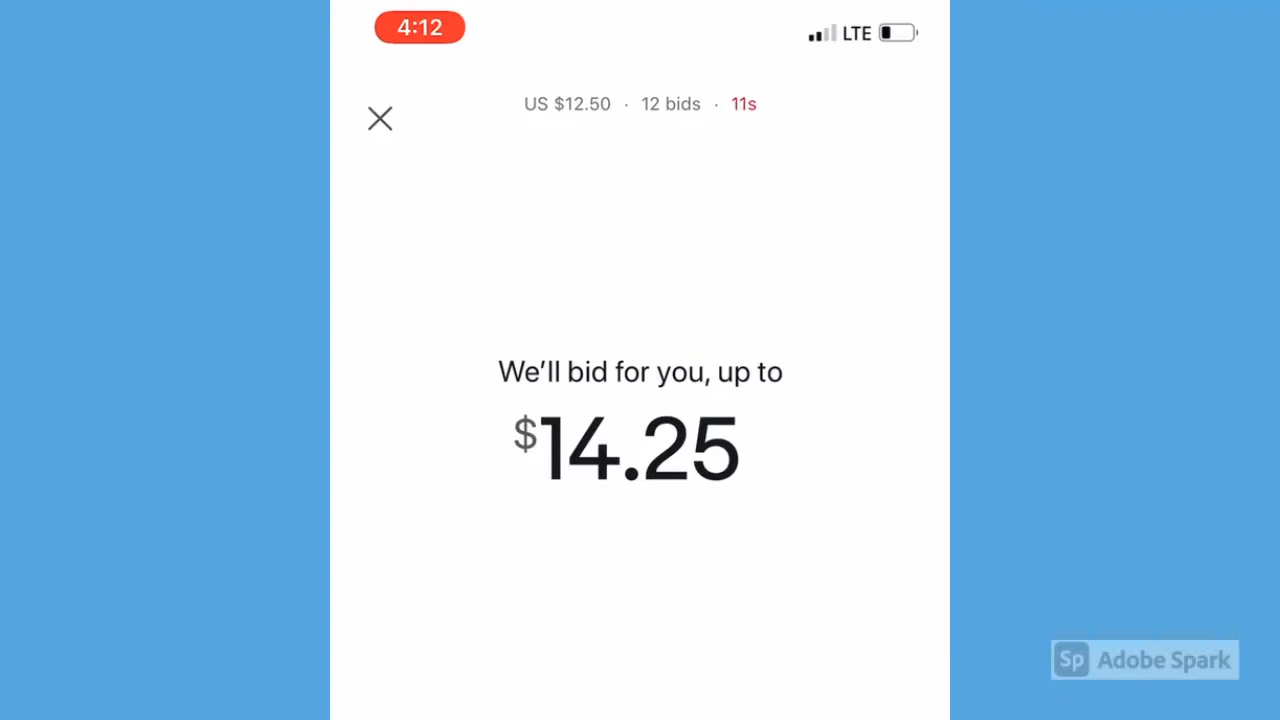 4:12
LTE
US $12.50 · 12 bids · 11s
We’ll bid for you, up to
$14.25
Sp Adobe Spark